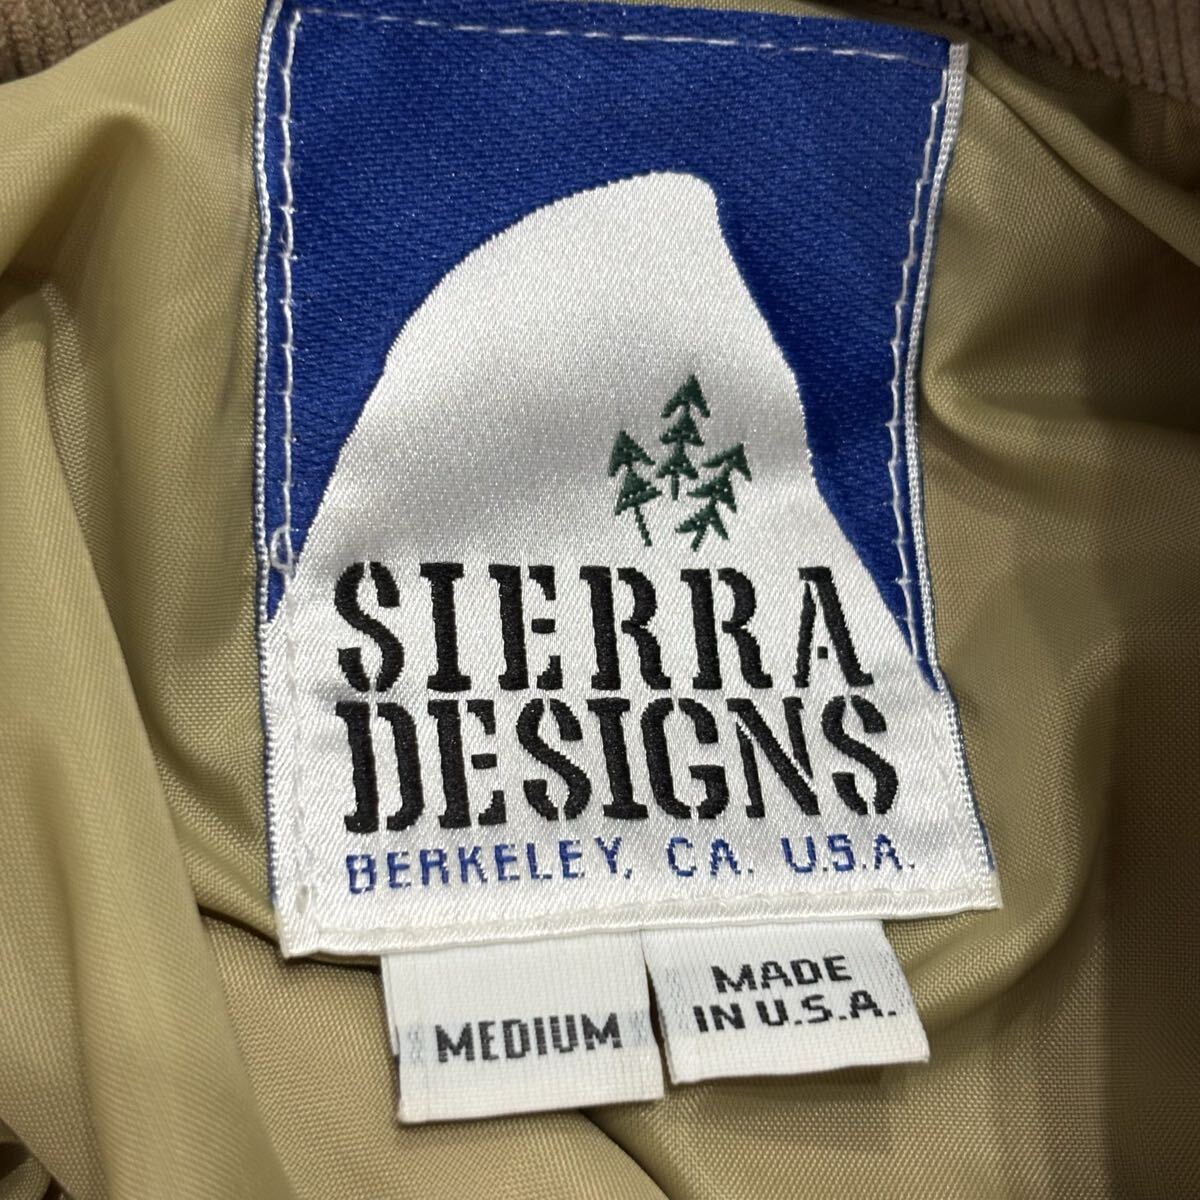 SIERRA
DESIGNS
BERKELEY, CA. U.S.A.
MEDIUM
MADE
IN U.S.A.